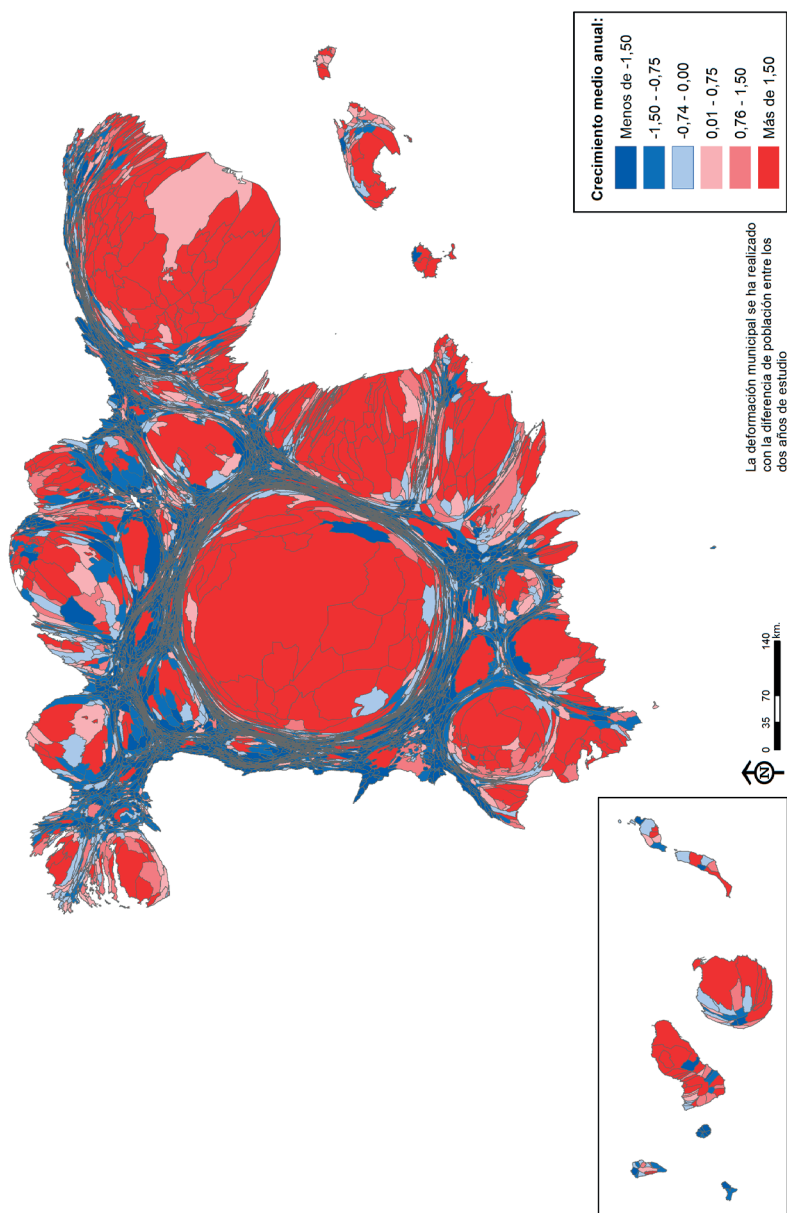 Crecimiento medio anual:
Menos de -1,50
-1,50 - -0,75
-0,74 - 0,00
0,01 - 0,75
0,76 - 1,50
Más de 1,50
La deformación municipal se ha realizado
con la diferencia de población entre los
dos años de estudio
N
0 35 70 140
km.